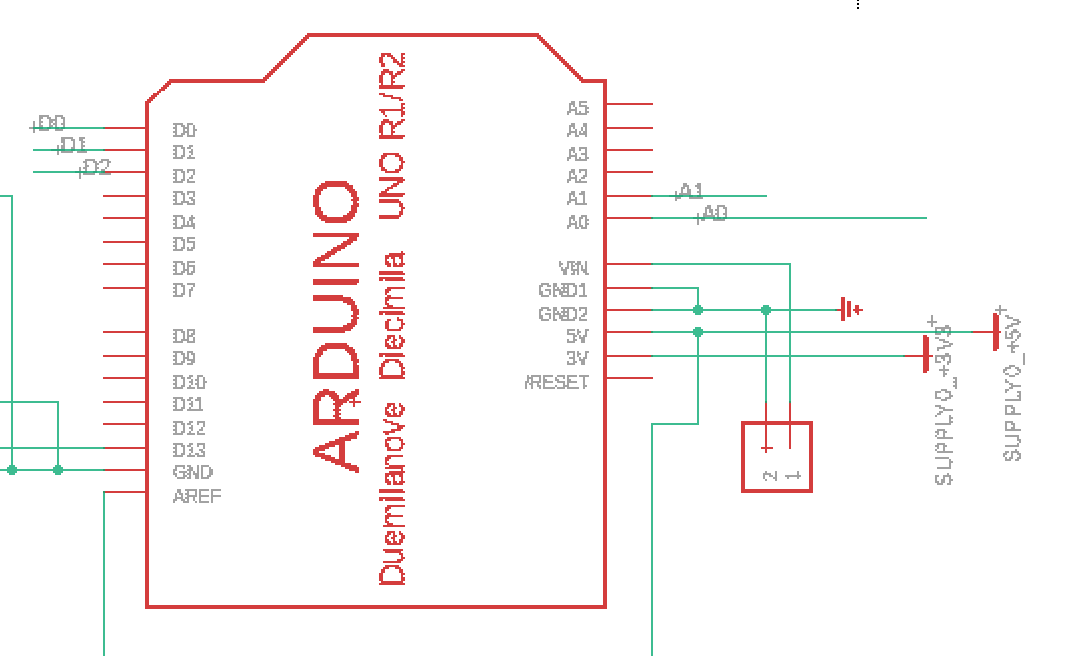 D0
D1
D2
D0
D1
D2
D3
D4
D5
D6
D7
D8
D9
D10
D11
D12
D13
GND
AREF
ARDUINO
Duemilanove Diecimila UNO R1/R2
A5
A4
A3
A2
A1
A0
VIN
GND1
GND2
5V
3V
/RESET
A1
A0
2
1
SUPPLY0_+3V3
SUPPLY0_+5V